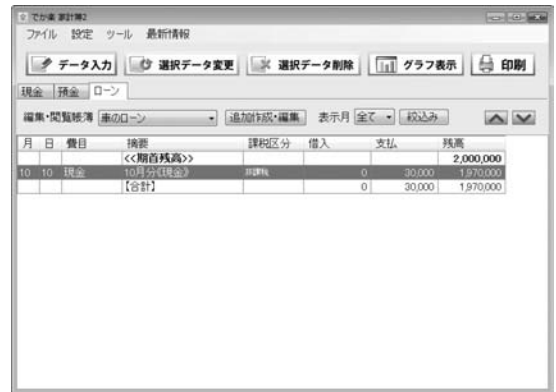 でか楽 家計簿2
ファイル 設定 ツール 最新情報
データ入力 選択データ変更 選択データ削除 グラフ表示 印刷
現金 預金 ローン
編集・閲覧帳簿 車のローン 追加作成・編集 表示月 全て 絞込み
月 日 費目 摘要 課税区分 借入 支払 残高
<<期首残高>> 2,000,000
10 10 現金 10月分《現金》 非課税 0 30,000 1,970,000
【合計】 0 30,000 1,970,000